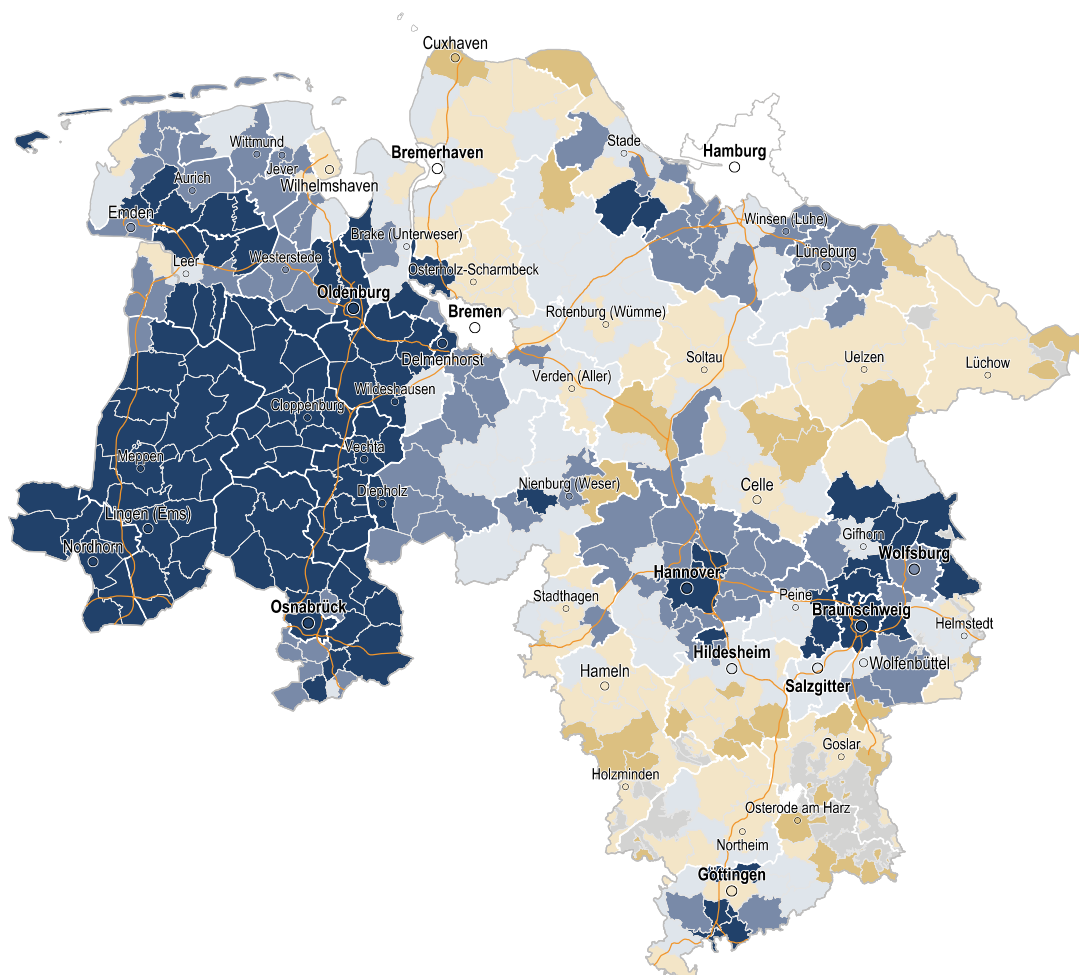 Cuxhaven
Wittmund
Stade
Bremerhaven
Hamburg
Jever
Aurich
Wilhelmshaven
Emden
Winsen (Luhe)
Brake (Unterweser)
Lüneburg
Westerstede
Leer
Osterholz-Scharmbeck
Oldenburg
Bremen
Rotenburg (Wümme)
Delmenhorst
Soltau
Uelzen
Lüchow
Verden (Aller)
Wildeshausen
Cloppenburg
Vechta
Meppen
Diepholz
Nienburg (Weser)
Celle
Lingen (Ems)
Gifhorn
Nordhorn
Wolfsburg
Hannover
Stadthagen
Peine
Osnabrück
Braunschweig
Helmstedt
Hildesheim
Wolfenbüttel
Hameln
Salzgitter
Goslar
Holzminden
Osterode am Harz
Northeim
Göttingen